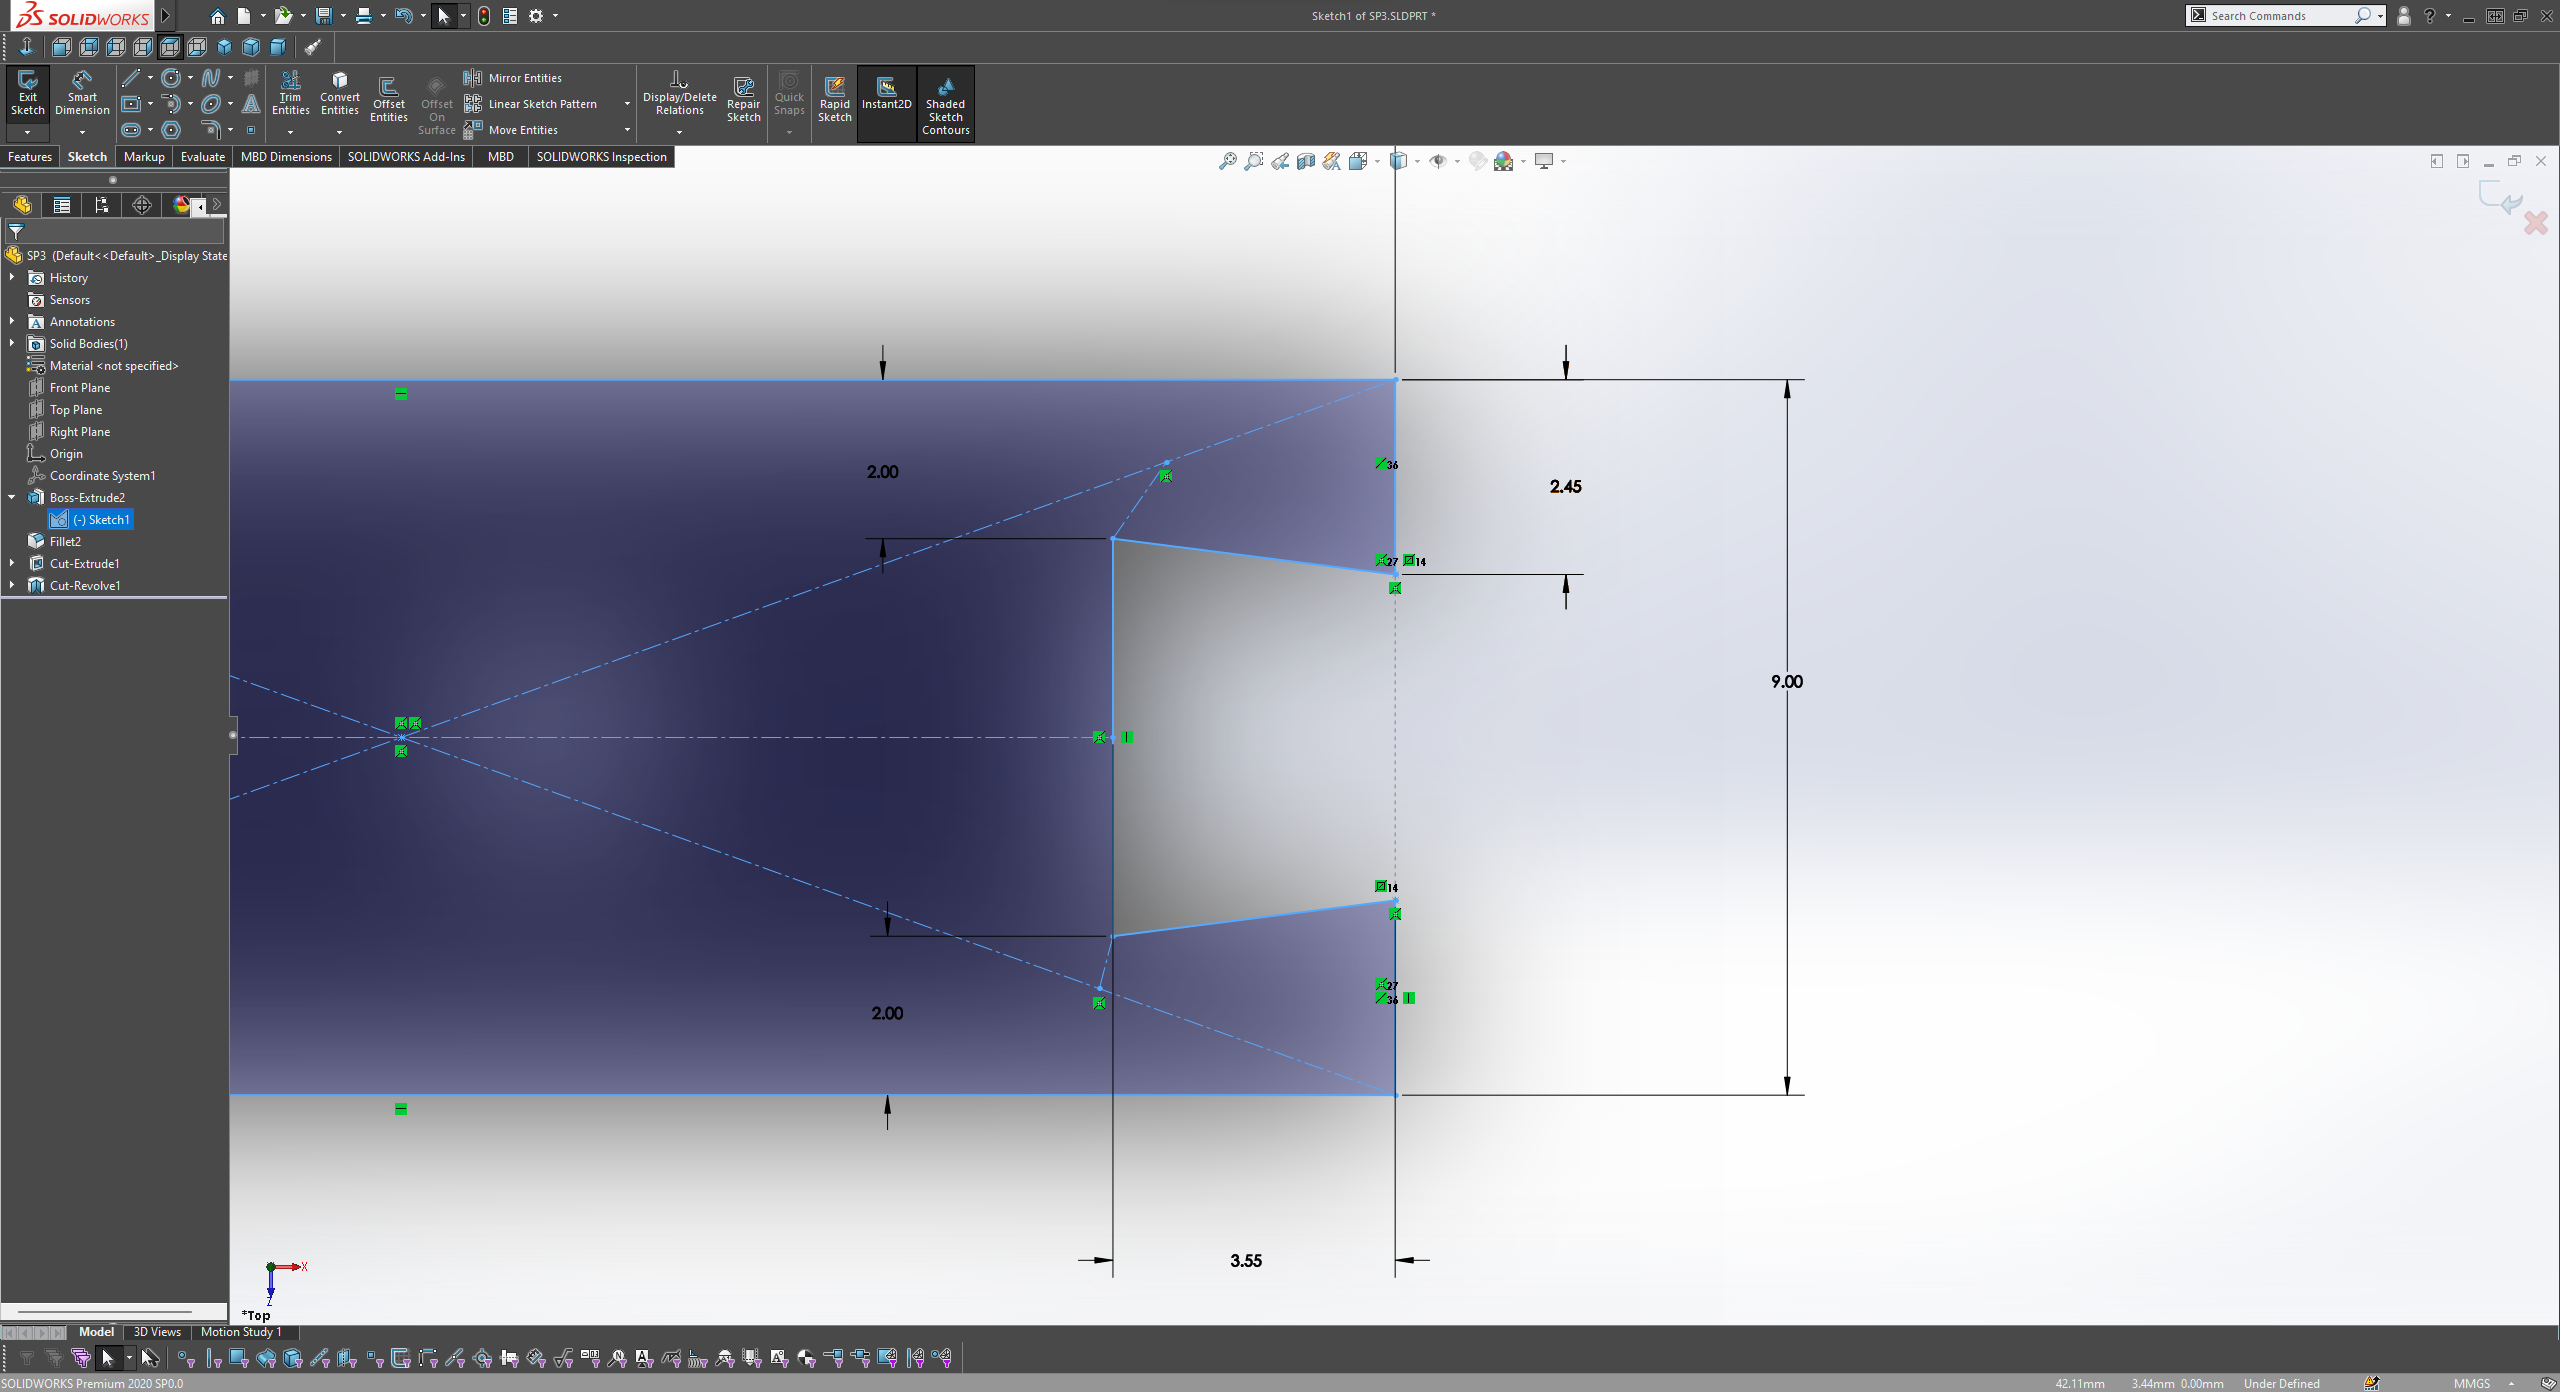 SOLIDWORKS
Sketch1 of SP3.SLDPRT *
Search Commands
Exit Sketch
Smart Dimension
Trim Entities
Convert Entities
Offset Entities
Offset On Surface
Mirror Entities
Linear Sketch Pattern
Move Entities
Display/Delete Relations
Repair Sketch
Quick Snaps
Rapid Sketch
Instant2D
Shaded Sketch Contours
Features
Sketch
Markup
Evaluate
MBD Dimensions
SOLIDWORKS Add-Ins
MBD
SOLIDWORKS Inspection
SP3 (Default<<Default>_Display State
History
Sensors
Annotations
Solid Bodies(1)
Material <not specified>
Front Plane
Top Plane
Right Plane
Origin
Coordinate System1
Boss-Extrude2
(-) Sketch1
Fillet2
Cut-Extrude1
Cut-Revolve1
2.00
36
2.45
27
14
9.00
14
27
36
2.00
3.55
X
Z
*Top
Model
3D Views
Motion Study 1
SOLIDWORKS Premium 2020 SP0.0
42.11mm
3.44mm 0.00mm
Under Defined
MMGS